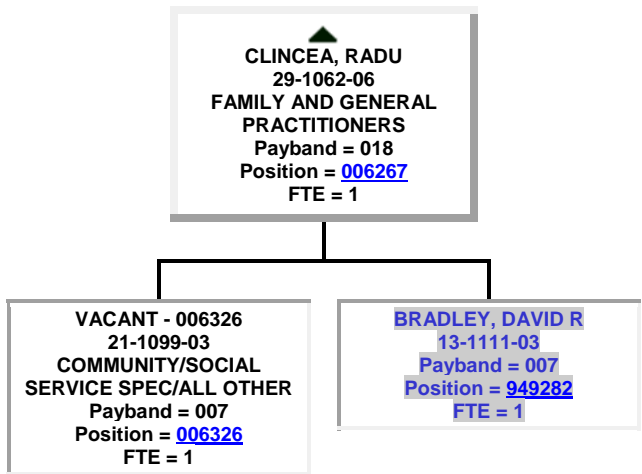 CLINCEA, RADU
29-1062-06
FAMILY AND GENERAL
PRACTITIONERS
Payband = 018
Position = 006267
FTE = 1
VACANT - 006326
21-1099-03
COMMUNITY/SOCIAL
SERVICE SPEC/ALL OTHER
Payband = 007
Position = 006326
FTE = 1
BRADLEY, DAVID R
13-1111-03
Payband = 007
Position = 949282
FTE = 1